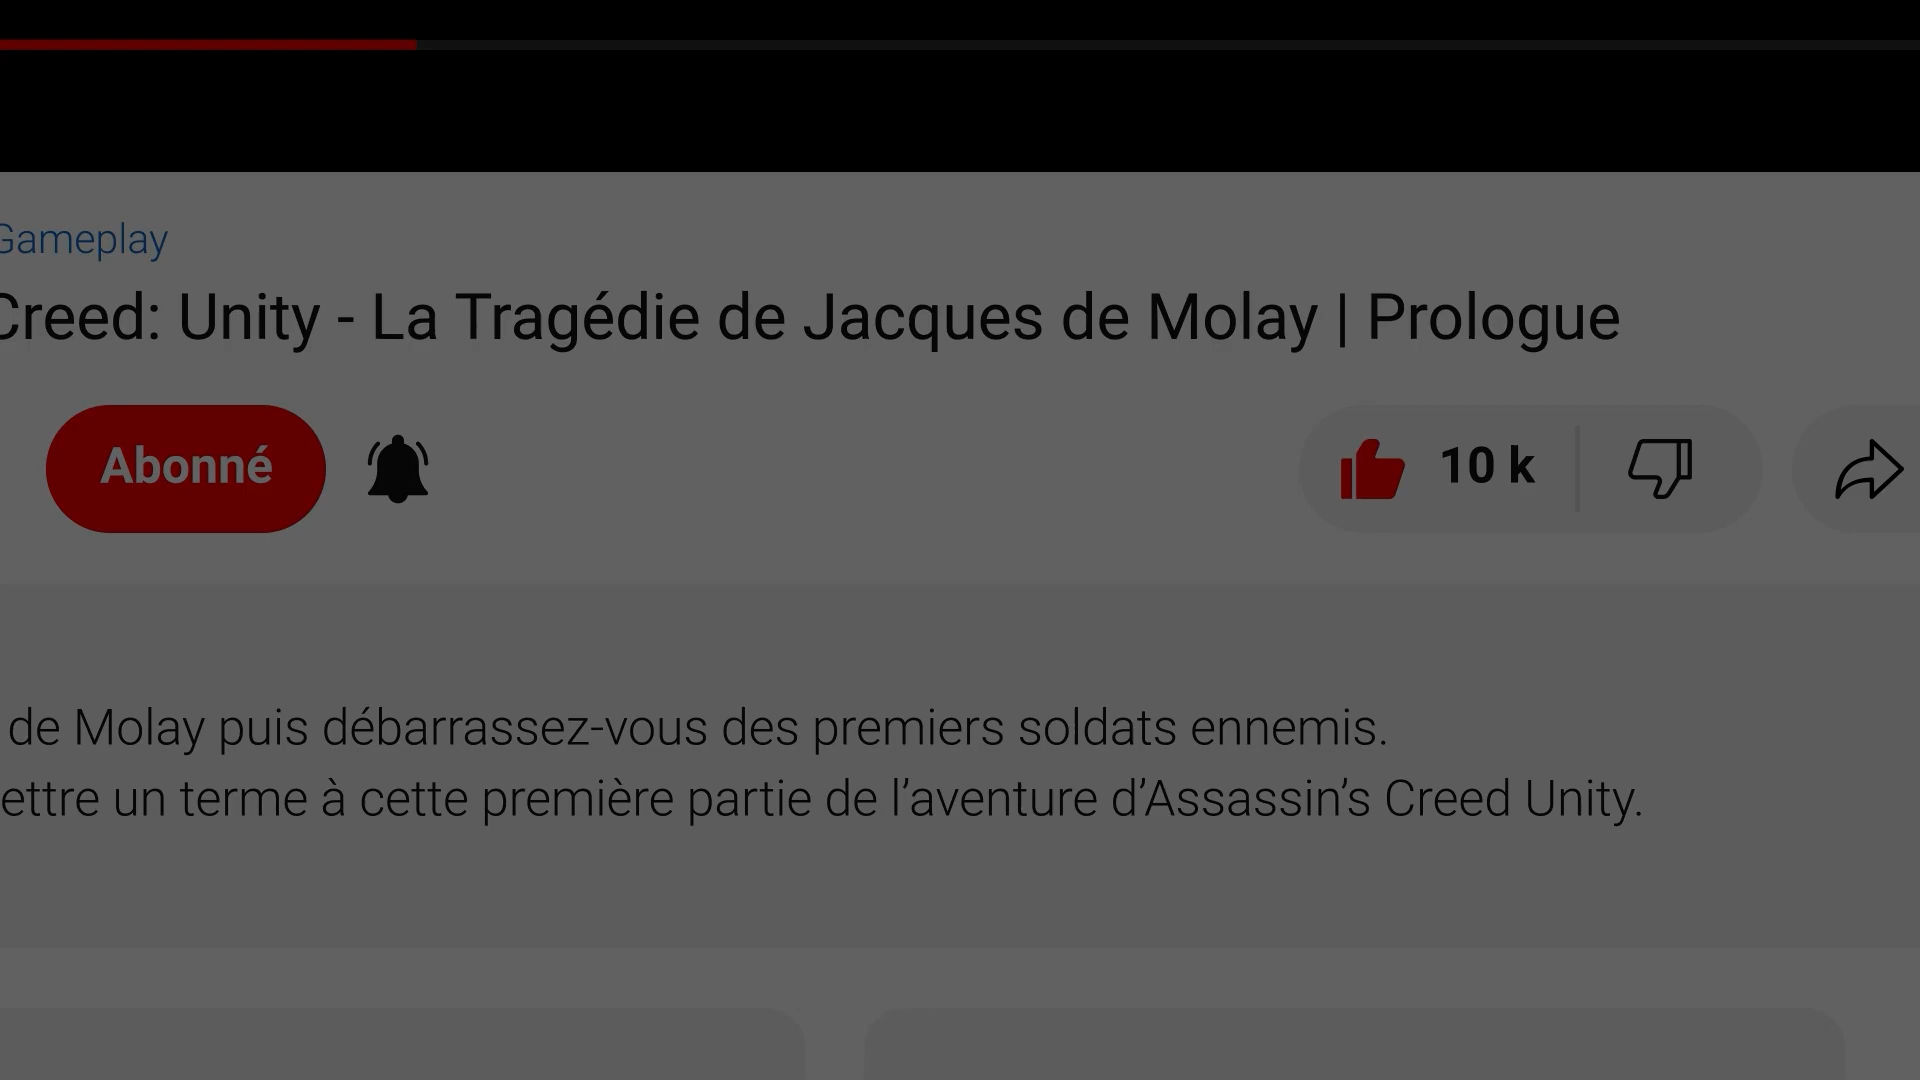 Gameplay
Creed: Unity - La Tragédie de Jacques de Molay | Prologue
Abonné
10 k
de Molay puis débarrassez-vous des premiers soldats ennemis.
ettre un terme à cette première partie de l’aventure d’Assassin’s Creed Unity.